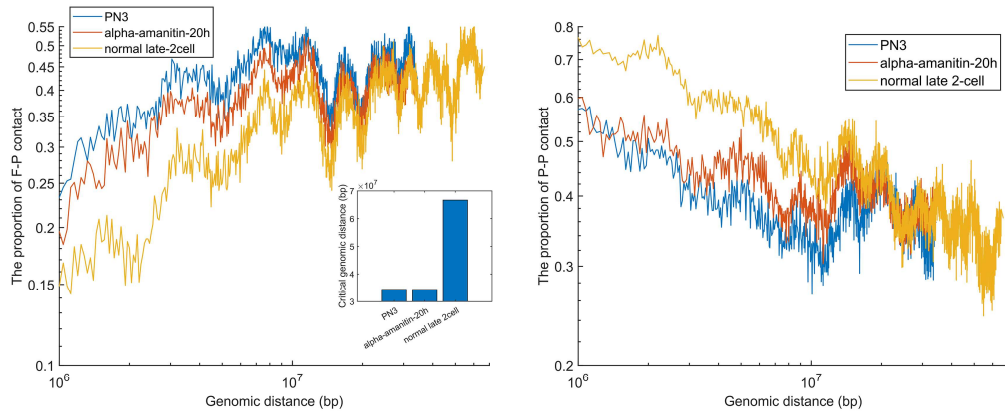 PN3
alpha-amanitin-20h
normal late-2cell
The proportion of F-P contact
0.55
0.5
0.45
0.4
0.35
0.3
0.25
0.2
0.15
0.1
10^6
10^7
Genomic distance (bp)
×10^7
Critical genomic distance (bp)
7
6
5
4
3
PN3
alpha-amanitin-20h
normal late 2cell
PN3
alpha-amanitin-20h
normal late 2-cell
The proportion of P-P contact
0.8
0.7
0.6
0.5
0.4
0.3
0.2
10^6
10^7
Genomic distance (bp)